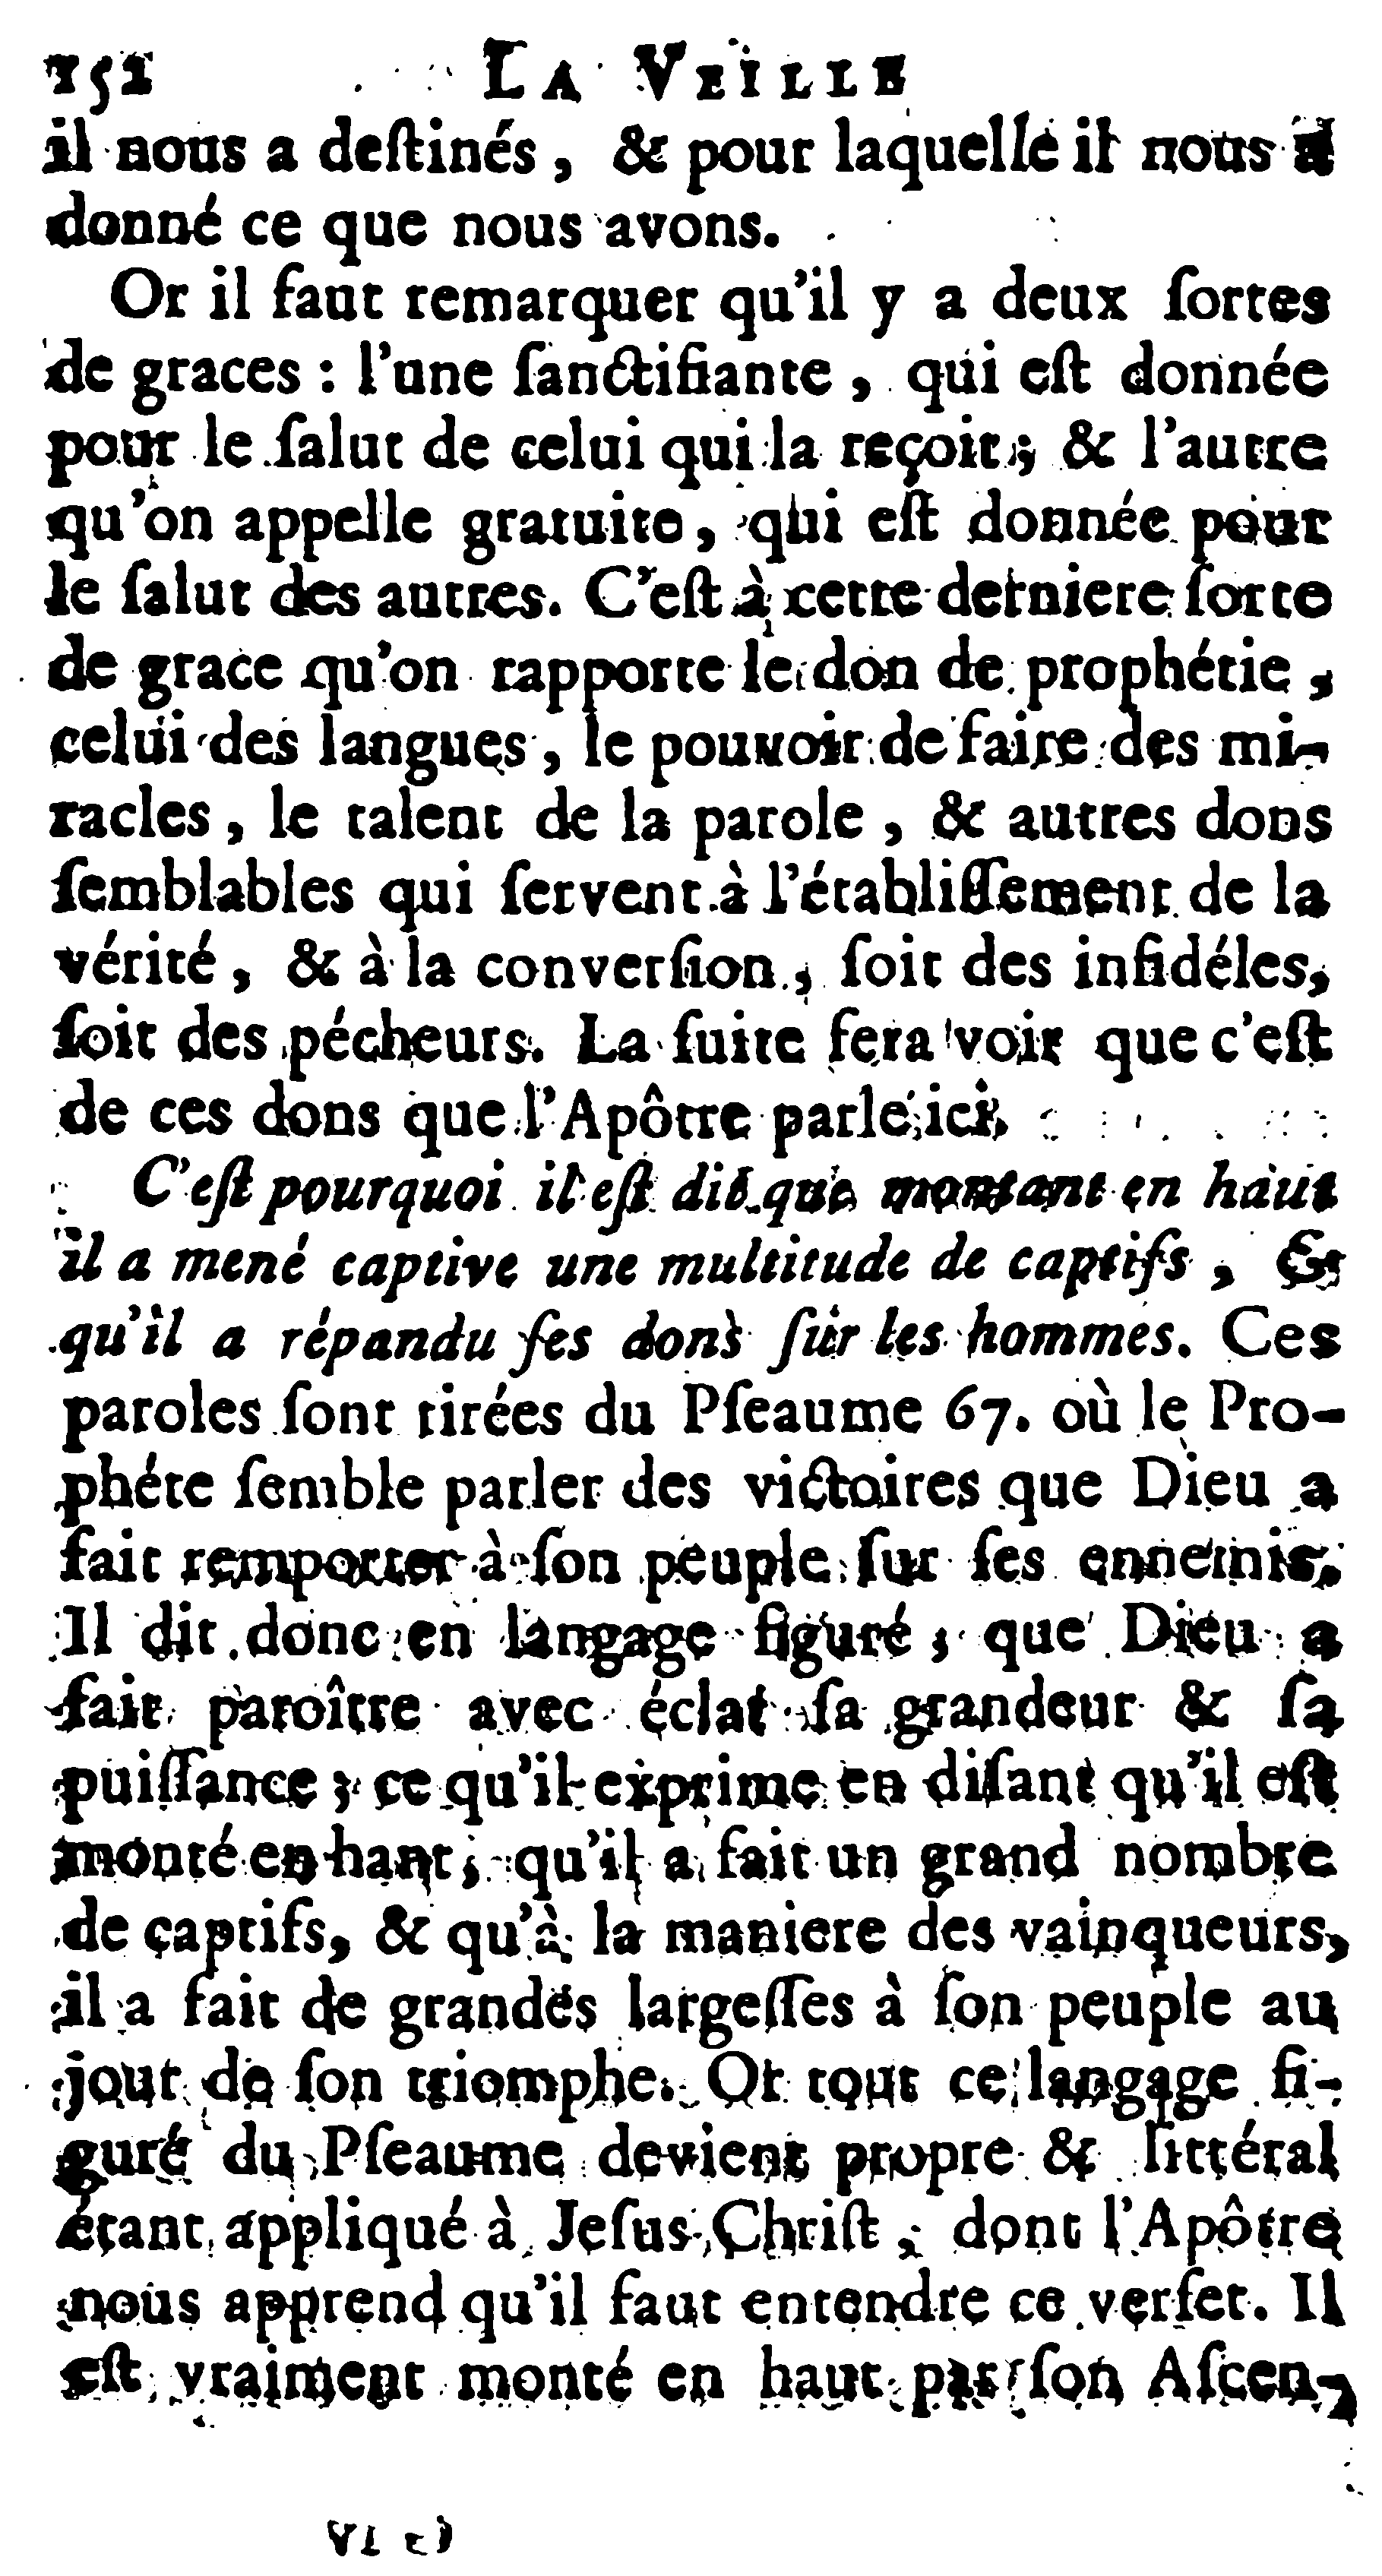 152 LA VEILLE
il nous a deſtinés, & pour laquelle il nous a
donné ce que nous avons.
Or il faut remarquer qu'il y a deux ſortes
de graces : l'une ſanctifiante, qui eſt donnée
pour le ſalut de celui qui la reçoit ; & l'autre
qu'on appelle gratuite, qui eſt donnée pour
le ſalut des autres. C'eſt à cette derniere ſorte
de grace qu'on rapporte le don de prophétie,
celui des langues, le pouvoir de faire des mi-
racles, le talent de la parole, & autres dons
ſemblables qui ſervent à l'établiſſement de la
vérité, & à la converſion, ſoit des infidéles,
ſoit des pécheurs. La ſuite fera voir que c'eſt
de ces dons que l'Apôtre parle ici.
C'eſt pourquoi il eſt dit que montant en haut
il a mené captive une multitude de captifs, &
qu'il a répandu ſes dons ſur les hommes. Ces
paroles ſont tirées du Pſeaume 67. où le Pro-
phéte ſemble parler des victoires que Dieu a
fait remporter à ſon peuple ſur ſes ennemis.
Il dit donc en langage figuré, que Dieu a
fait paroître avec éclat ſa grandeur & ſa
puiſſance ; ce qu'il exprime en diſant qu'il eſt
monté en haut, qu'il a fait un grand nombre
de captifs, & qu'à la maniere des vainqueurs,
il a fait de grandes largeſſes à ſon peuple au
jour de ſon triomphe. Or tout ce langage fi-
guré du Pſeaume devient propre & littéral
étant appliqué à Jeſus-Chriſt, dont l'Apôtre
nous apprend qu'il faut entendre ce verſet. Il
eſt vraiment monté en haut par ſon Aſcen-